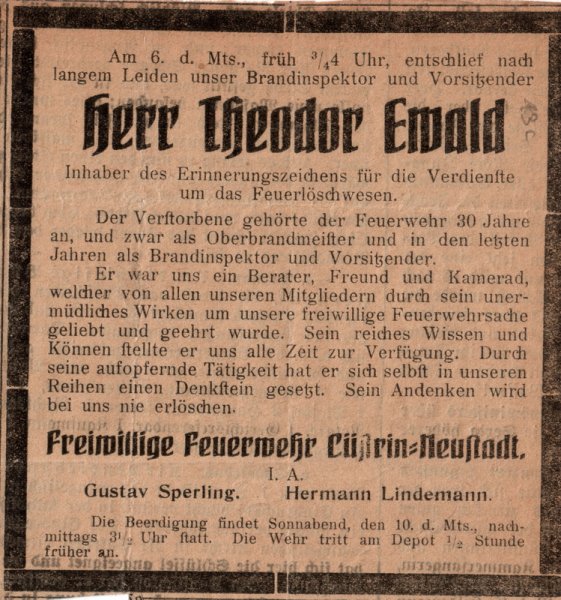 Am 6. d. Mts., früh ¾4 Uhr, entschlief nach
langem Leiden unser Brandinspektor und Vorsitzender
Herr Theodor Ewald
Inhaber des Erinnerungszeichens für die Verdienste
um das Feuerlöschwesen.
Der Verstorbene gehörte der Feuerwehr 30 Jahre
an, und zwar als Oberbrandmeister und in den letzten
Jahren als Brandinspektor und Vorsitzender.
Er war uns ein Berater, Freund und Kamerad,
welcher von allen unseren Mitgliedern durch sein uner-
müdliches Wirken um unsere freiwillige Feuerwehrsache
geliebt und geehrt wurde. Sein reiches Wissen und
Können stellte er uns alle Zeit zur Verfügung. Durch
seine aufopfernde Tätigkeit hat er sich selbst in unseren
Reihen einen Denkstein gesetzt. Sein Andenken wird
bei uns nie erlöschen.
Freiwillige Feuerwehr Cüstrin=Neustadt.
I. A.
Gustav Sperling. Hermann Lindemann.
Die Beerdigung findet Sonnabend, den 10. d. Mts., nach-
mittags 3½ Uhr statt. Die Wehr tritt am Depot ½ Stunde
früher an.